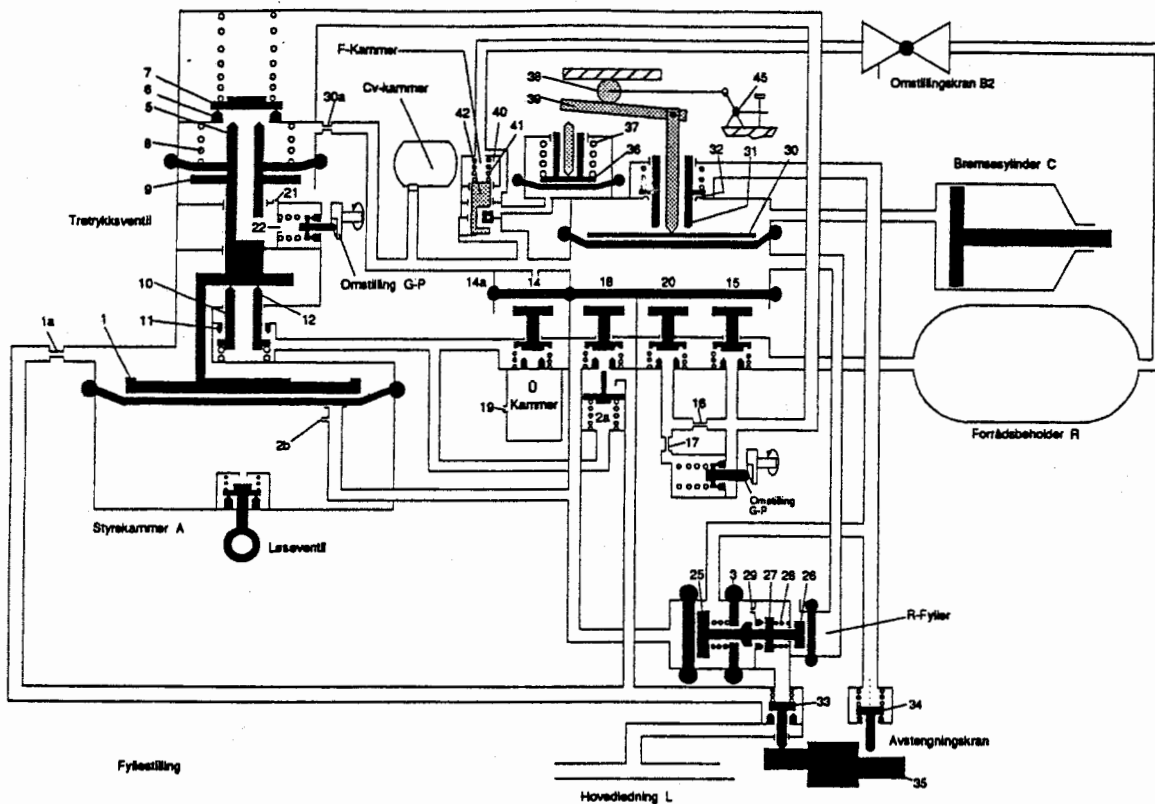 F-Kammer
Cv-kammer
Omstillingskran B2
38
45
7
6
5
30a
39
42
40
41
37
36
32
31
30
8
9
Bremsesylinder C
21
Tretrykksventil
22
Omstilling G-P
10
11
12
14a
14
18
20
15
1a
1
0
Kammer
19
2a
16
17
2b
Forrådsbeholder R
Omstilling
G-P
Styrekammer A
Løseventil
25
3
29
27
28
26
R-Fyller
33
34
Avstengningskran
35
Fyllestilling
Hovedledning L